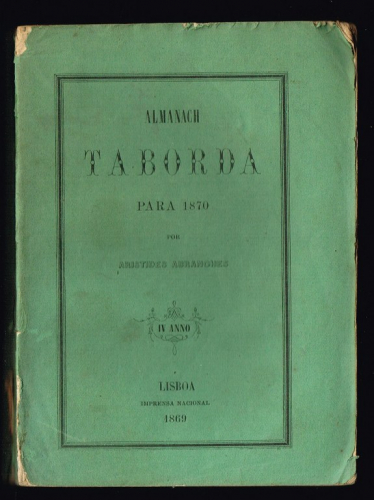 ALMANACH
TABORDA
PARA 1870
POR
ARISTIDES ABRANCHES
IV ANNO
LISBOA
IMPRENSA NACIONAL
1869